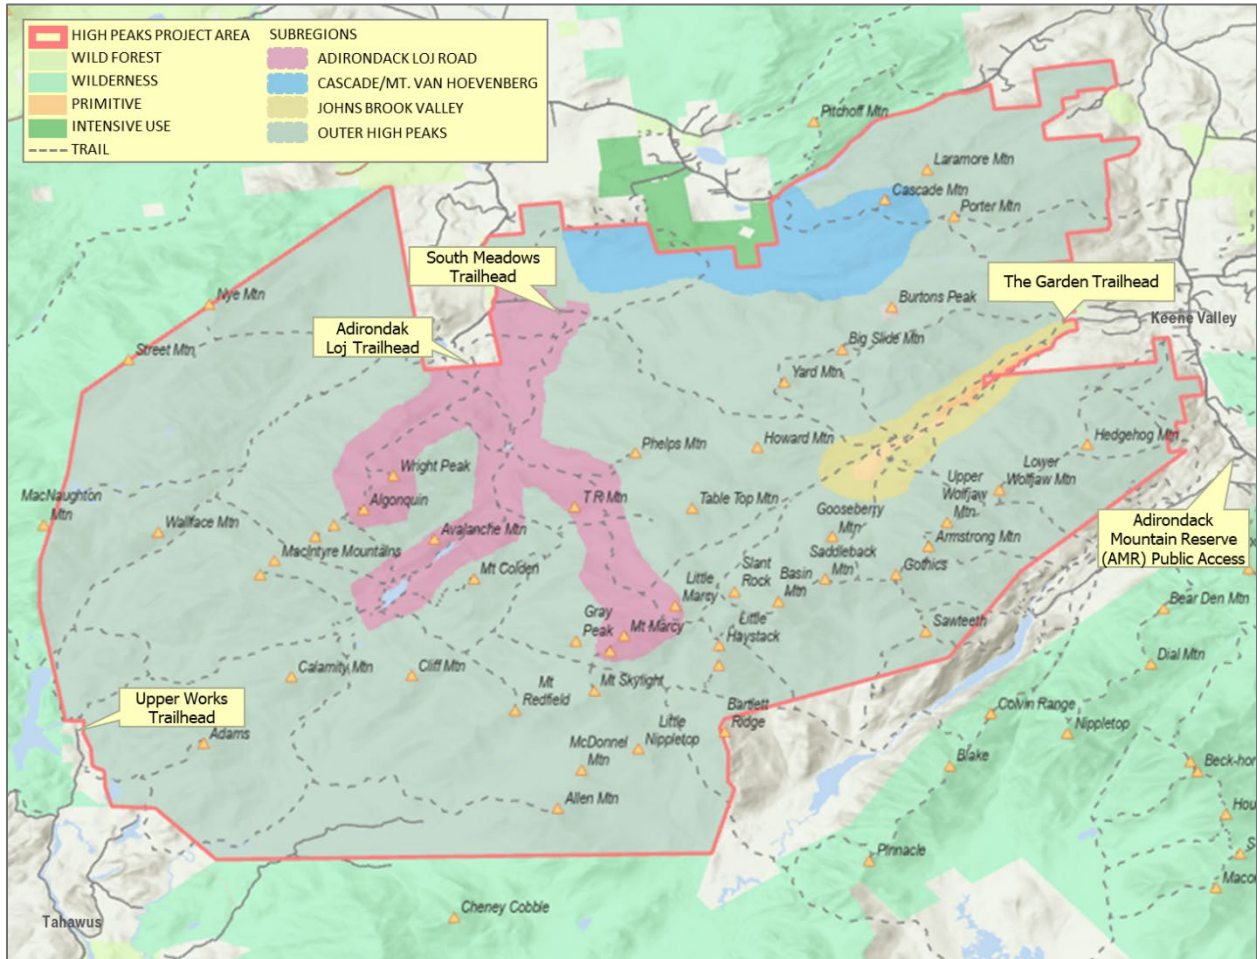 HIGH PEAKS PROJECT AREA
WILD FOREST
WILDERNESS
PRIMITIVE
INTENSIVE USE
TRAIL
SUBREGIONS
ADIRONDACK LOJ ROAD
CASCADE/MT. VAN HOEVENBERG
JOHNS BROOK VALLEY
OUTER HIGH PEAKS
Pitchoff Mtn
Laramore Mtn
Cascade Mtn
Porter Mtn
South Meadows
Trailhead
The Garden Trailhead
Nye Mtn
Burtons Peak
Keene Valley
Adirondak
Loj Trailhead
Street Mtn
Big Slide Mtn
Yard Mtn
Phelps Mtn
Howard Mtn
Hedgehog Mtn
Wright Peak
Upper
Wolfjaw
Mtn
Lower
Wolfjaw Mtn
MacNaughton
Mtn
Algonquin
T R Mtn
Table Top Mtn
Gooseberry
Mtn
Wallface Mtn
Avalanche Mtn
Armstrong Mtn
Adirondack
Mountain Reserve
(AMR) Public Access
MacIntyre Mountains
Mt Colden
Little
Marcy
Slant
Rock
Basin
Mtn
Saddleback
Mtn
Gothics
Gray
Peak
Mt Marcy
Little
Haystack
Sawteeth
Bear Den Mtn
Dial Mtn
Calamity Mtn
Cliff Mtn
Mt
Redfield
Mt Skylight
Bartlett
Ridge
Upper Works
Trailhead
Adams
Little
Nippletop
McDonnel
Mtn
Colvin Range
Nippletop
Blake
Beck-hor
Allen Mtn
Hou
Pinnacle
S
Maco
Cheney Cobble
Tahawus